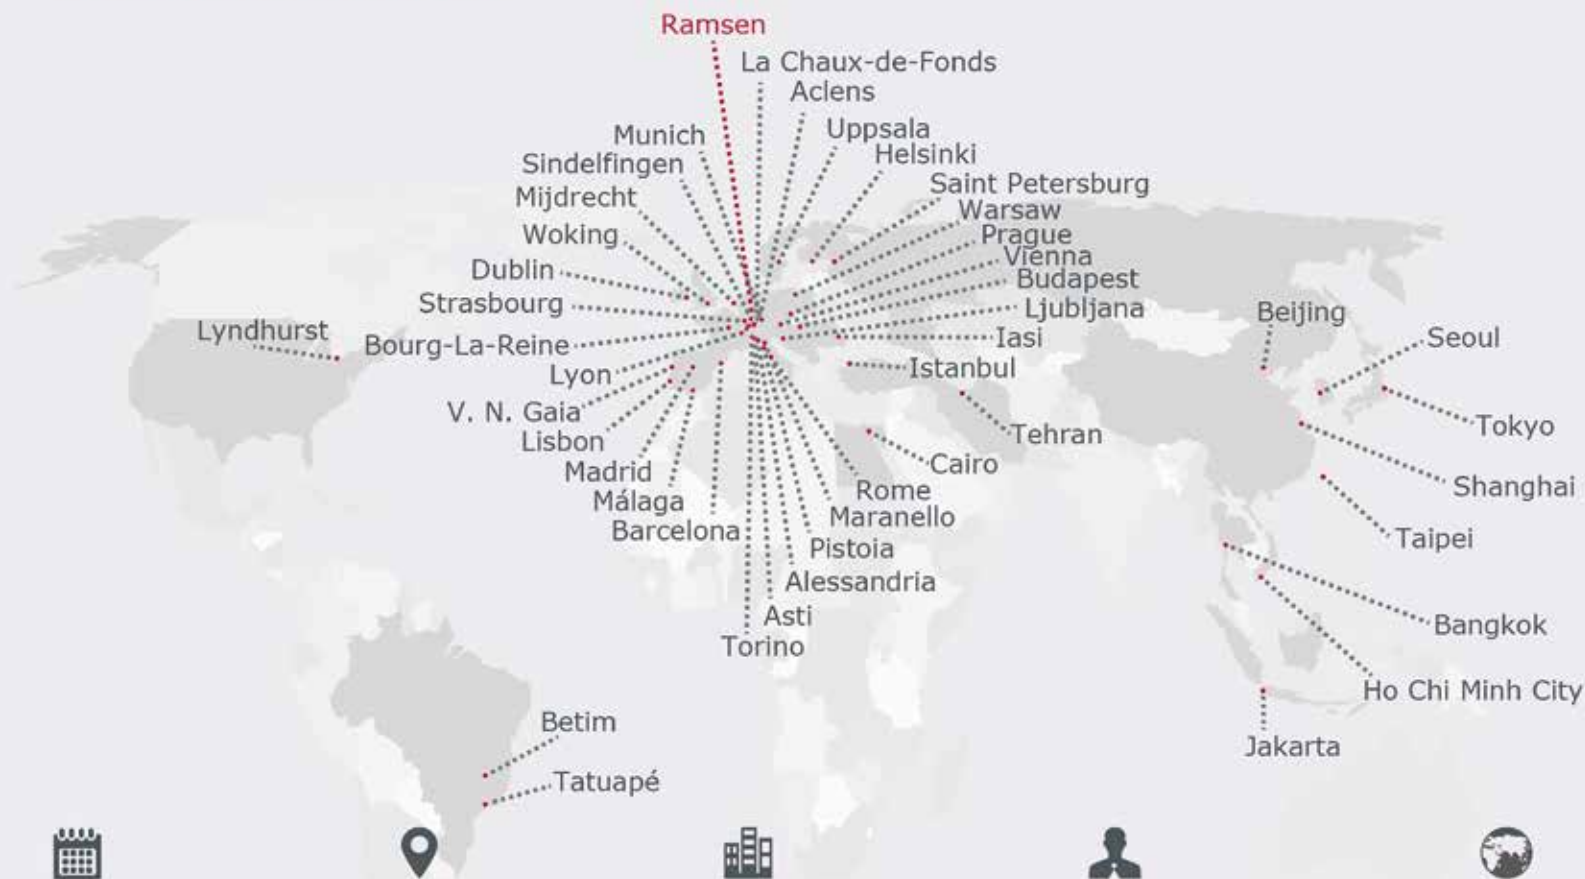 Ramsen
La Chaux-de-Fonds
Aclens
Munich
Uppsala
Sindelfingen
Helsinki
Mijdrecht
Saint Petersburg
Woking
Warsaw
Prague
Dublin
Vienna
Strasbourg
Budapest
Ljubljana
Lyndhurst
Bourg-La-Reine
Iasi
Beijing
Seoul
Lyon
Istanbul
V. N. Gaia
Lisbon
Tehran
Tokyo
Madrid
Cairo
Málaga
Rome
Shanghai
Barcelona
Maranello
Pistoia
Taipei
Alessandria
Asti
Bangkok
Torino
Ho Chi Minh City
Betim
Jakarta
Tatuapé